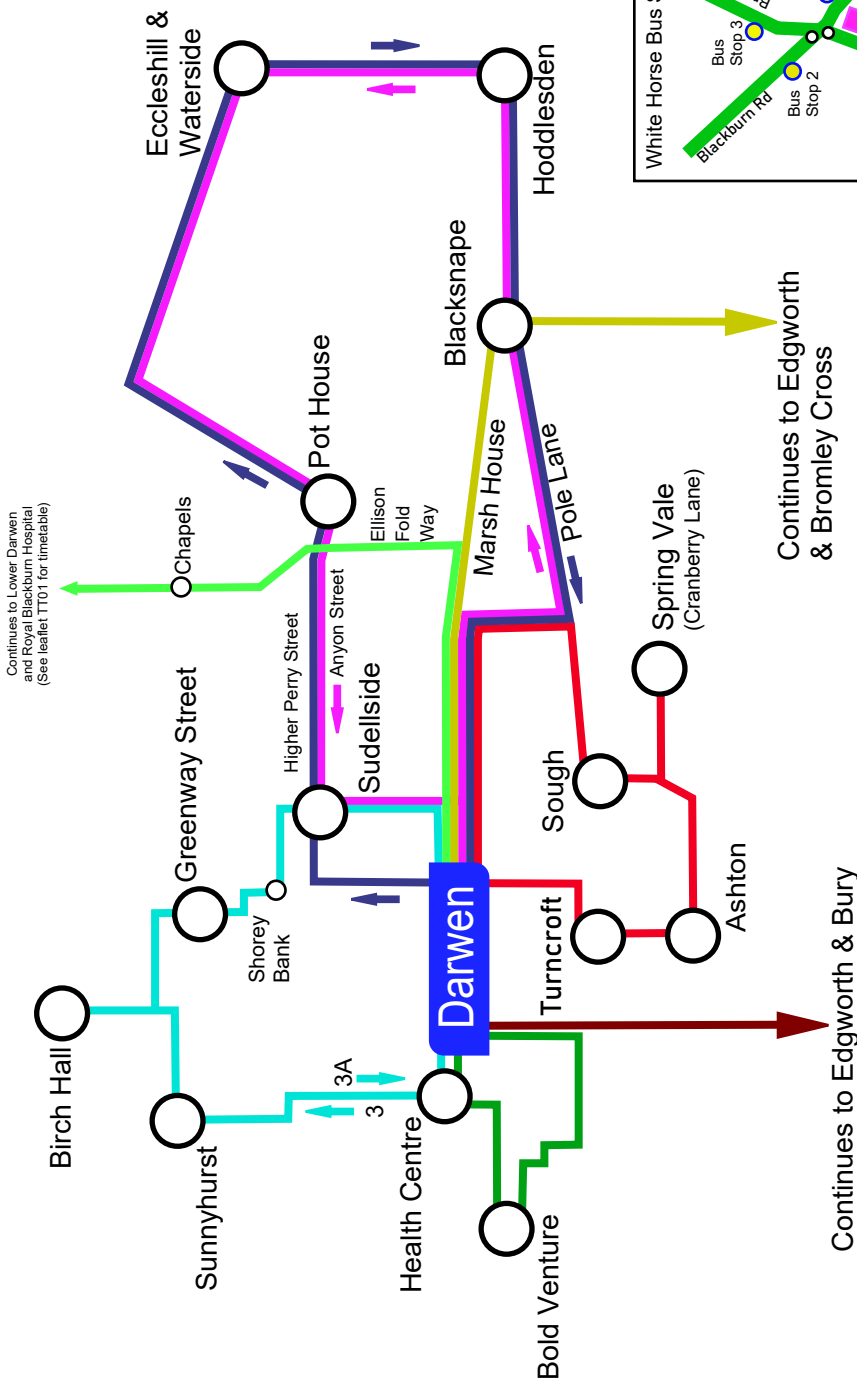 Continues to Lower Darwen
and Royal Blackburn Hospital
(See leaflet TT01 for timetable)
Chapels
Eccleshill &
Waterside
Birch Hall
Greenway Street
Pot House
Sunnyhurst
Shorey
Bank
Higher Perry Street
Anyon Street
Sudellside
Ellison
Fold
Way
Hoddlesden
Blacksnape
3
3A
Health Centre
Darwen
Marsh House
Pole Lane
Bold Venture
Turncroft
Sough
Spring Vale
(Cranberry Lane)
Ashton
Continues to Edgworth & Bury
Continues to Edgworth
& Bromley Cross
White Horse Bus S
Blackburn Rd
Bus
Stop 2
Bus
Stop 3